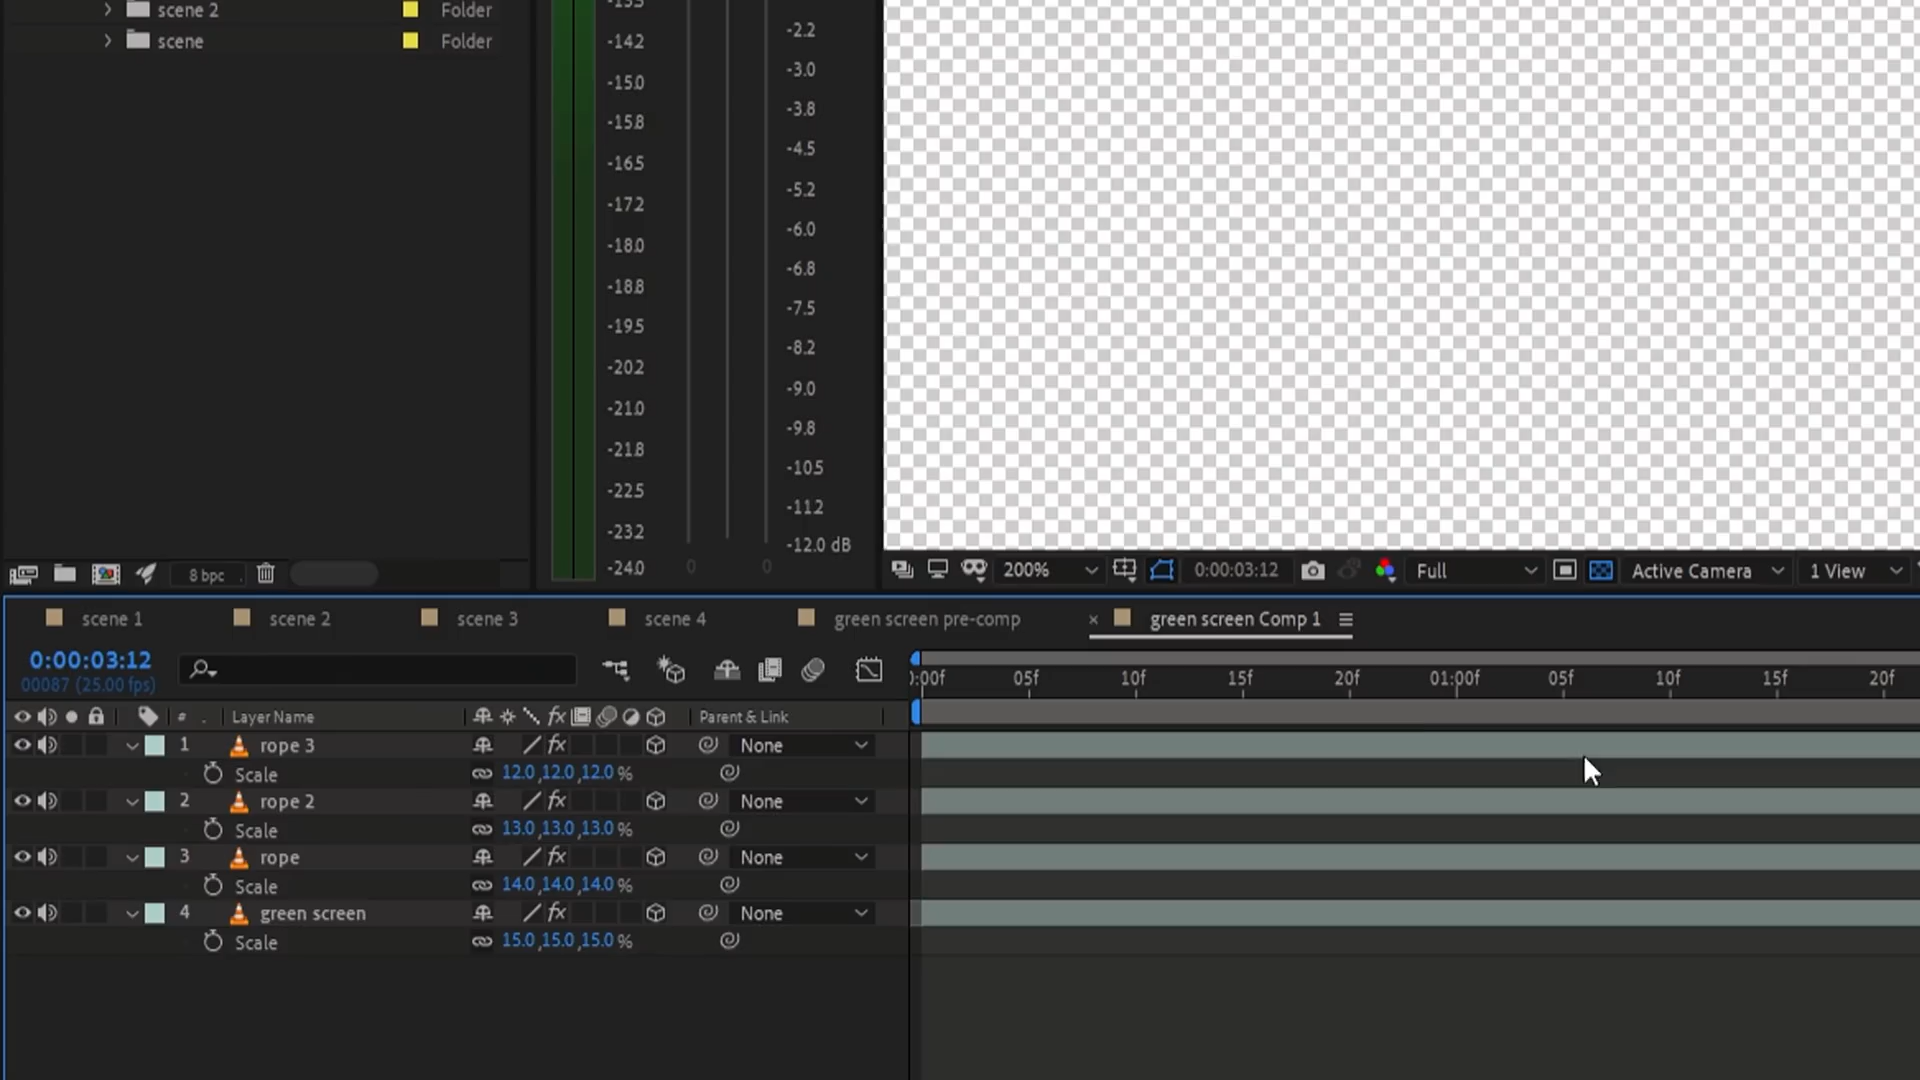 scene 2 Folder
scene Folder
-14.2
-15.0
-15.8
-16.5
-17.2
-18.0
-18.8
-19.5
-20.2
-21.0
-21.8
-22.5
-23.2
-24.0
0 0
-2.2
-3.0
-3.8
-4.5
-5.2
-6.0
-6.8
-7.5
-8.2
-9.0
-9.8
-10.5
-11.2
-12.0 dB
8 bpc
200% 0:00:03:12 Full Active Camera 1 View
scene 1 scene 2 scene 3 scene 4 green screen pre-comp × green screen Comp 1
0:00:03:12
00087 (25.00 fps)
:00f 05f 10f 15f 20f 01:00f 05f 10f 15f 20f
# . Layer Name fx Parent & Link
1 rope 3 fx None
Scale 12.0,12.0,12.0 %
2 rope 2 fx None
Scale 13.0,13.0,13.0 %
3 rope fx None
Scale 14.0,14.0,14.0 %
4 green screen fx None
Scale 15.0,15.0,15.0 %